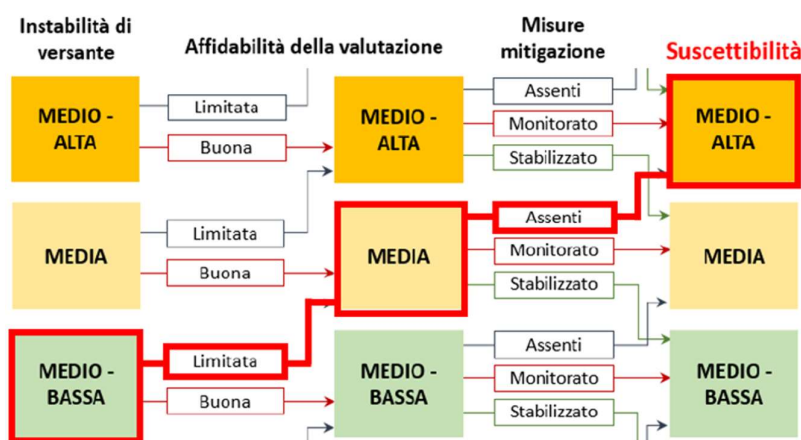 Instabilità di
versante
Affidabilità della valutazione
Misure
mitigazione
Suscettibilità
MEDIO -
ALTA
Limitata
Buona
MEDIO -
ALTA
Assenti
Monitorato
Stabilizzato
MEDIO -
ALTA
MEDIA
Limitata
Buona
MEDIA
Assenti
Monitorato
Stabilizzato
MEDIA
MEDIO -
BASSA
Limitata
Buona
MEDIO -
BASSA
Assenti
Monitorato
Stabilizzato
MEDIO -
BASSA